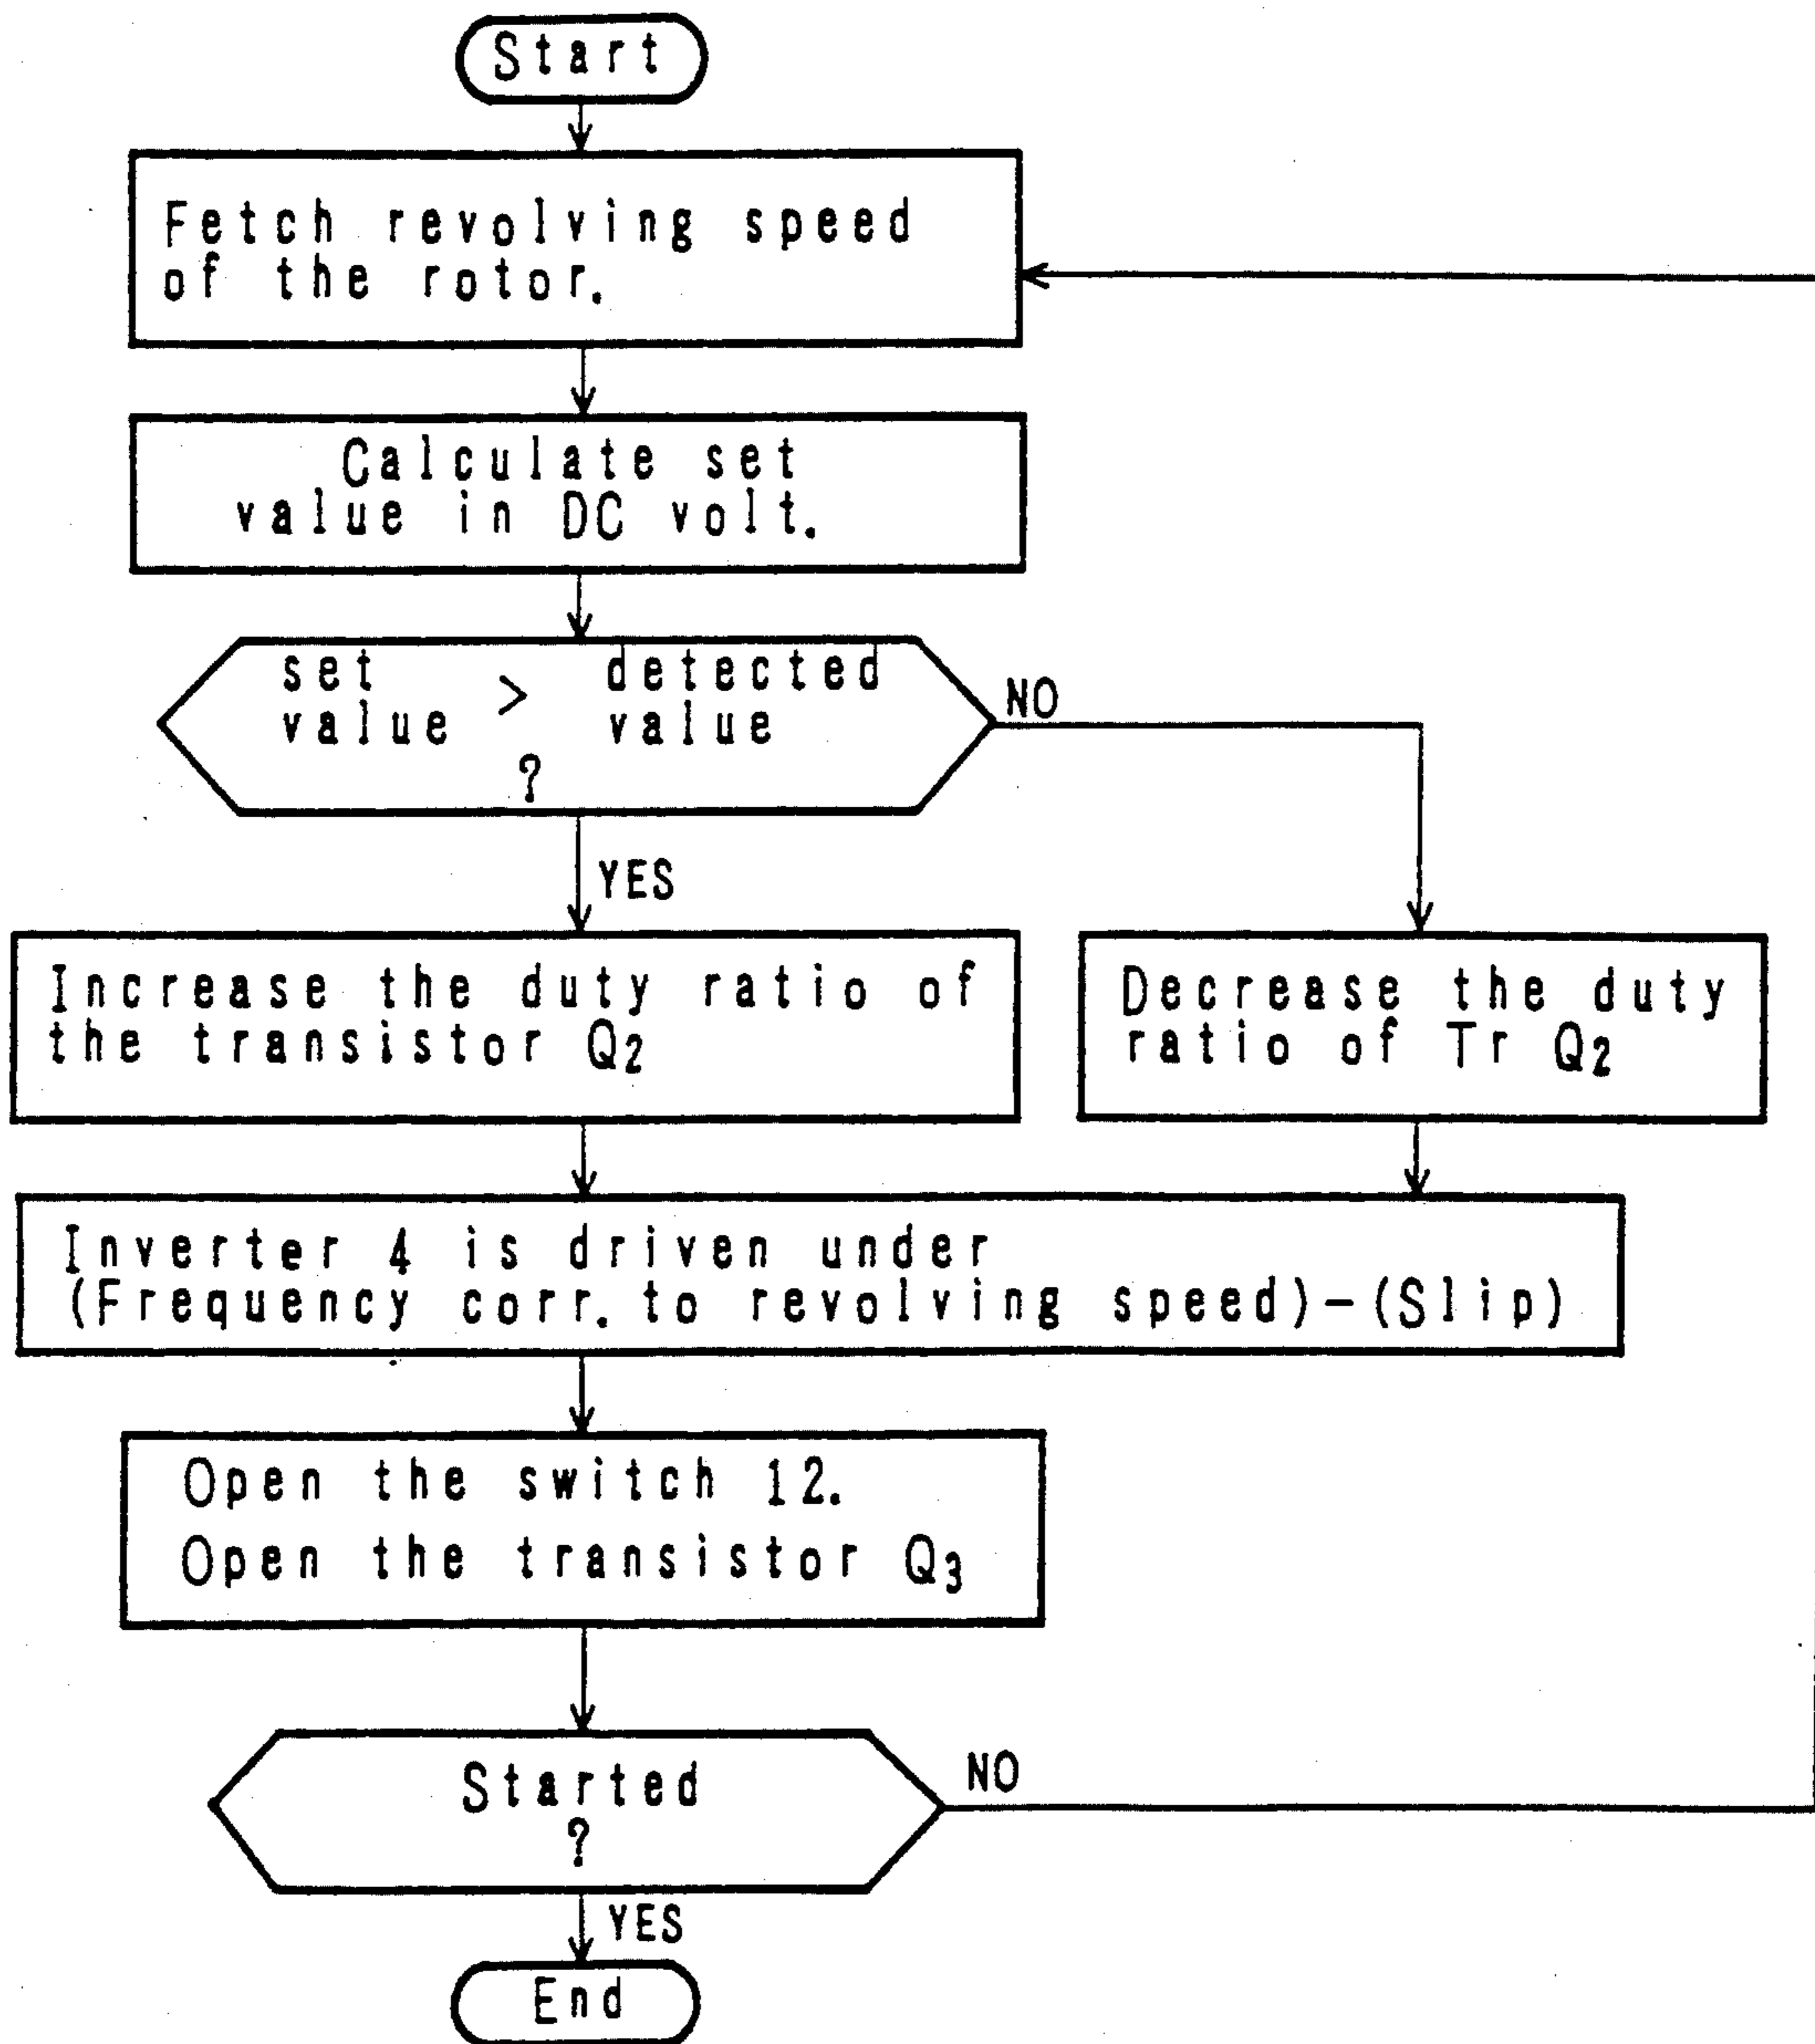 Start
Fetch revolving speed
of the rotor.
Calculate set
value in DC volt.
set > detected
value value
?
NO
YES
Increase the duty ratio of
the transistor Q2
Decrease the duty
ratio of Tr Q2
Inverter 4 is driven under
(Frequency corr. to revolving speed)-(Slip)
Open the switch 12.
Open the transistor Q3
Started
?
NO
YES
End